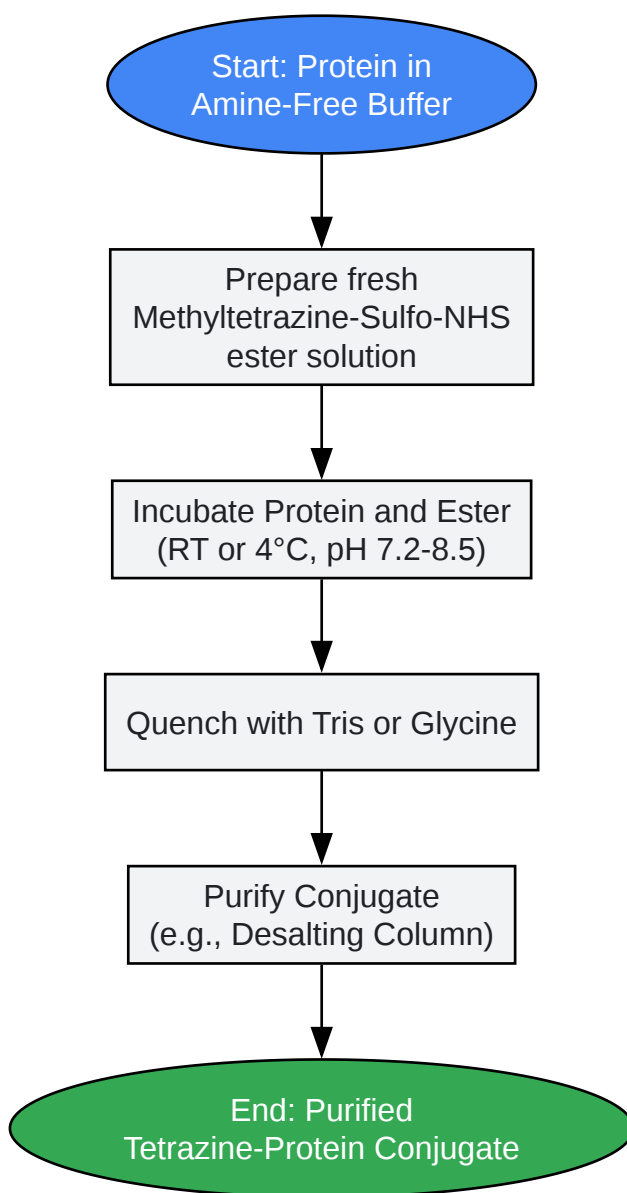 Start: Protein in
Amine-Free Buffer
Prepare fresh
Methyltetrazine-Sulfo-NHS
ester solution
Incubate Protein and Ester
(RT or 4°C, pH 7.2-8.5)
Quench with Tris or Glycine
Purify Conjugate
(e.g., Desalting Column)
End: Purified
Tetrazine-Protein Conjugate